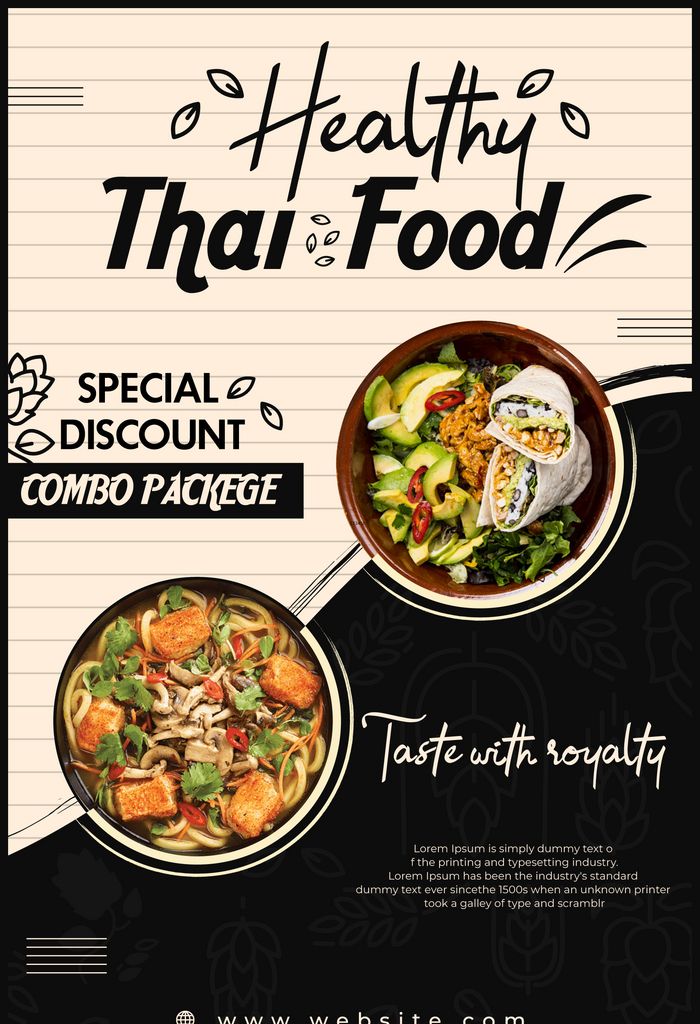 Healthy
Thai Food
SPECIAL
DISCOUNT
COMBO PACKEGE
Taste with royalty
Lorem Ipsum is simply dummy text o
f the printing and typesetting industry.
Lorem Ipsum has been the industry's standard
dummy text ever sincethe 1500s when an unknown printer
took a galley of type and scramblr
www.website.com